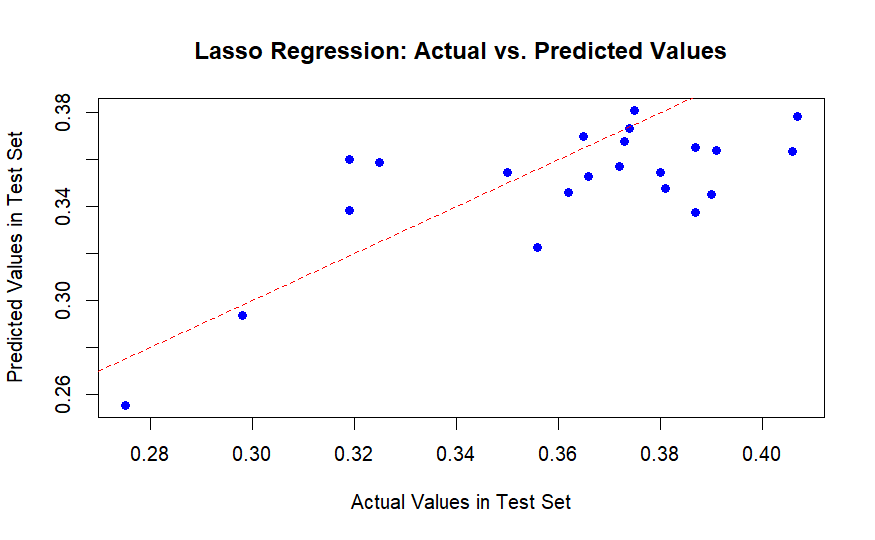 Lasso Regression: Actual vs. Predicted Values
Predicted Values in Test Set
0.38
0.34
0.30
0.26
0.28 0.30 0.32 0.34 0.36 0.38 0.40
Actual Values in Test Set